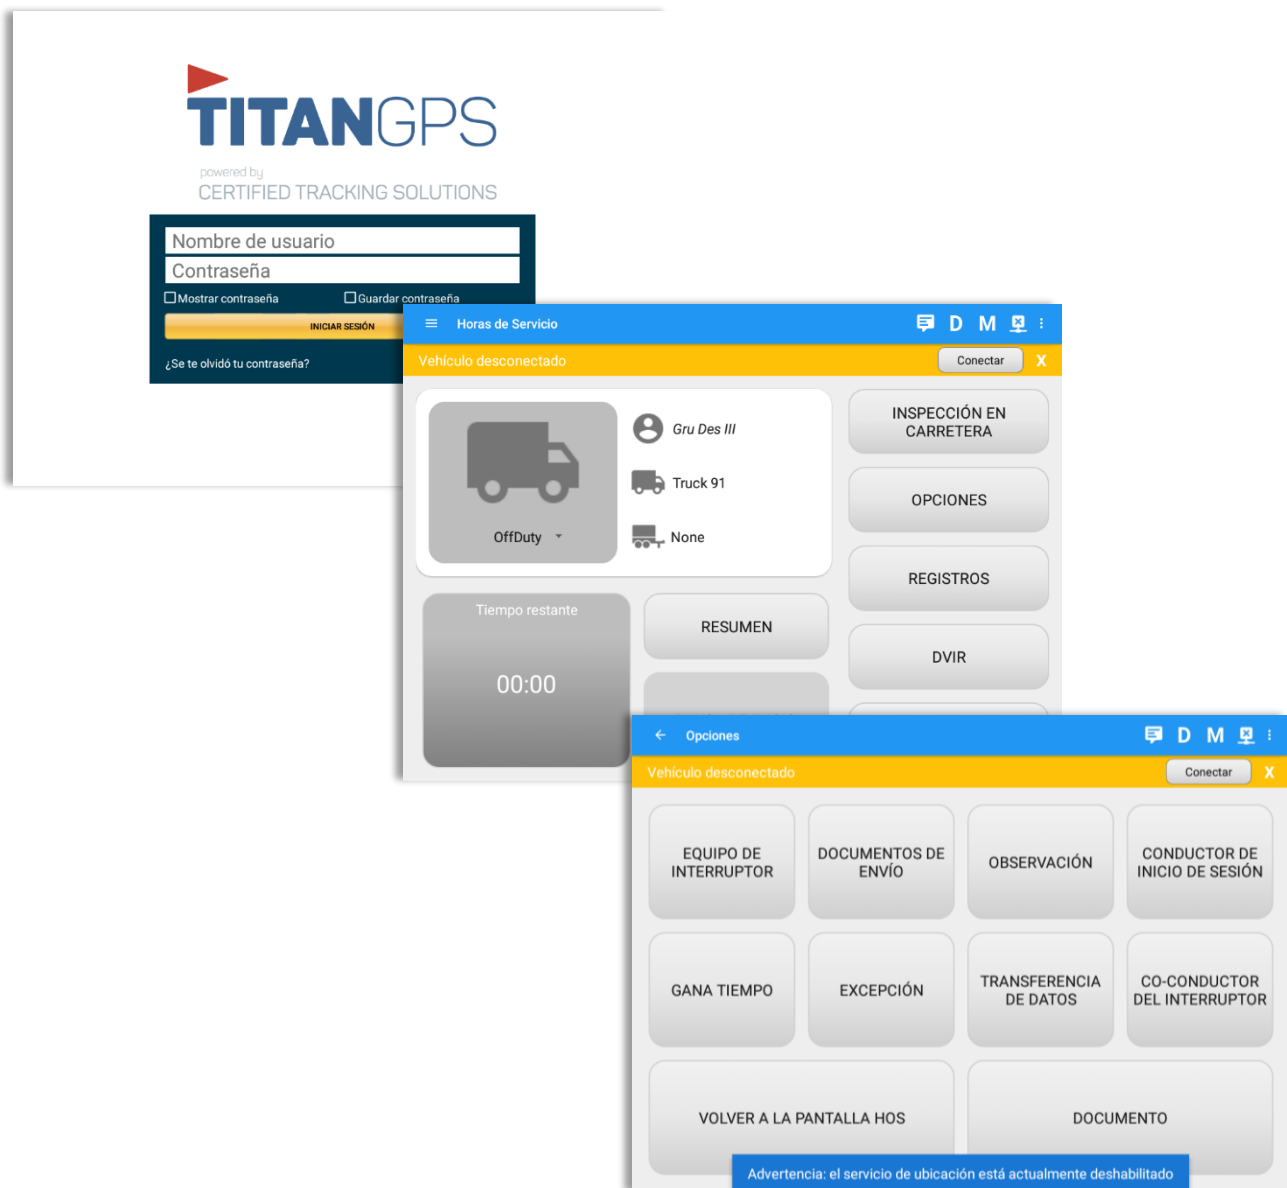 TITANGPS
powered by
CERTIFIED TRACKING SOLUTIONS
Nombre de usuario
Contraseña
Mostrar contraseña
Guardar contraseña
INICIAR SESIÓN
¿Se te olvidó tu contraseña?
Horas de Servicio
D M
Vehículo desconectado
Conectar X
Gru Des III
Truck 91
None
OffDuty
INSPECCIÓN EN
CARRETERA
OPCIONES
REGISTROS
DVIR
Tiempo restante
00:00
RESUMEN
Opciones
D M
Vehículo desconectado
Conectar X
EQUIPO DE
INTERRUPTOR
DOCUMENTOS DE
ENVÍO
OBSERVACIÓN
CONDUCTOR DE
INICIO DE SESIÓN
GANA TIEMPO
EXCEPCIÓN
TRANSFERENCIA
DE DATOS
CO-CONDUCTOR
DEL INTERRUPTOR
VOLVER A LA PANTALLA HOS
DOCUMENTO
Advertencia: el servicio de ubicación está actualmente deshabilitado